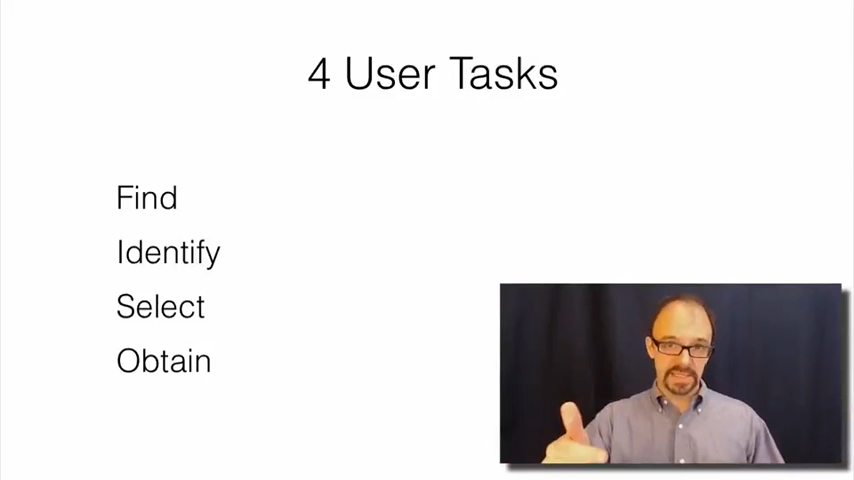 4 User Tasks
Find
Identify
Select
Obtain